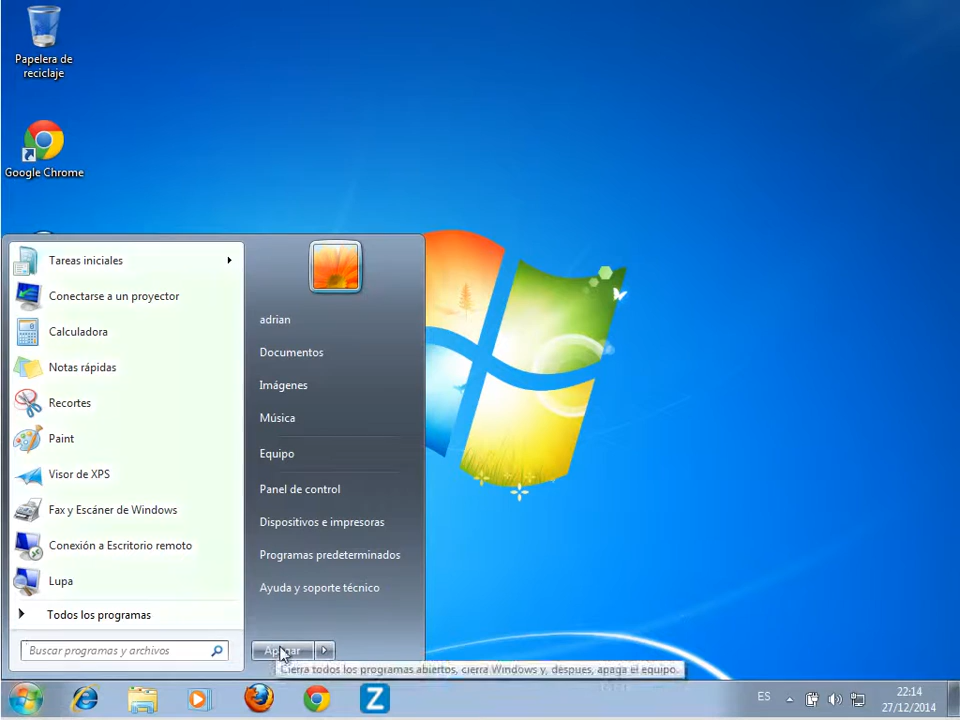 Papelera de
reciclaje
Google Chrome
Tareas iniciales
Conectarse a un proyector
Calculadora
Notas rápidas
Recortes
Paint
Visor de XPS
Fax y Escáner de Windows
Conexión a Escritorio remoto
Lupa
Todos los programas
Buscar programas y archivos
adrian
Documentos
Imágenes
Música
Equipo
Panel de control
Dispositivos e impresoras
Programas predeterminados
Ayuda y soporte técnico
Apagar
Cierra todos los programas abiertos, cierra Windows y, despues, apaga el equipo.
Z
ES
22:14
27/12/2014